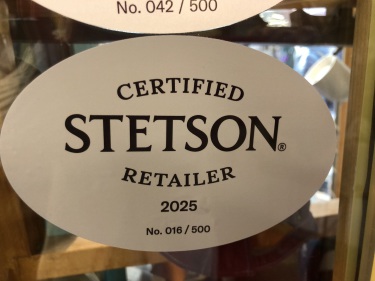 No. 042 / 500
CERTIFIED
STETSON®
RETAILER
2025
No. 016 / 500